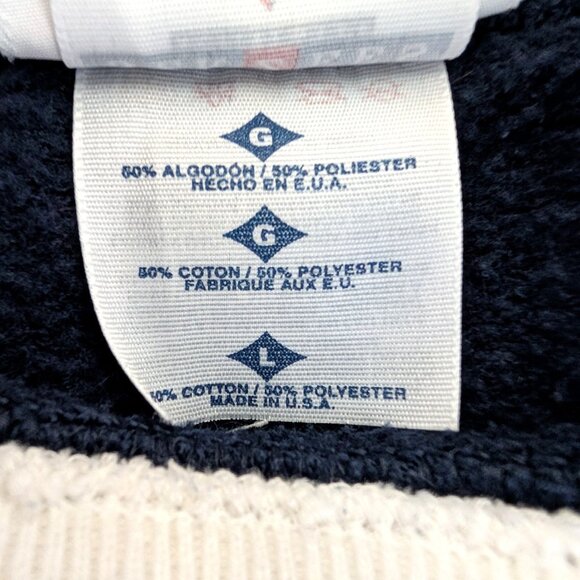 G
50% ALGODÓN / 50% POLIESTER
HECHO EN E.U.A.
G
50% COTON / 50% POLYESTER
FABRIQUE AUX E.U.
L
50% COTTON / 50% POLYESTER
MADE IN U.S.A.